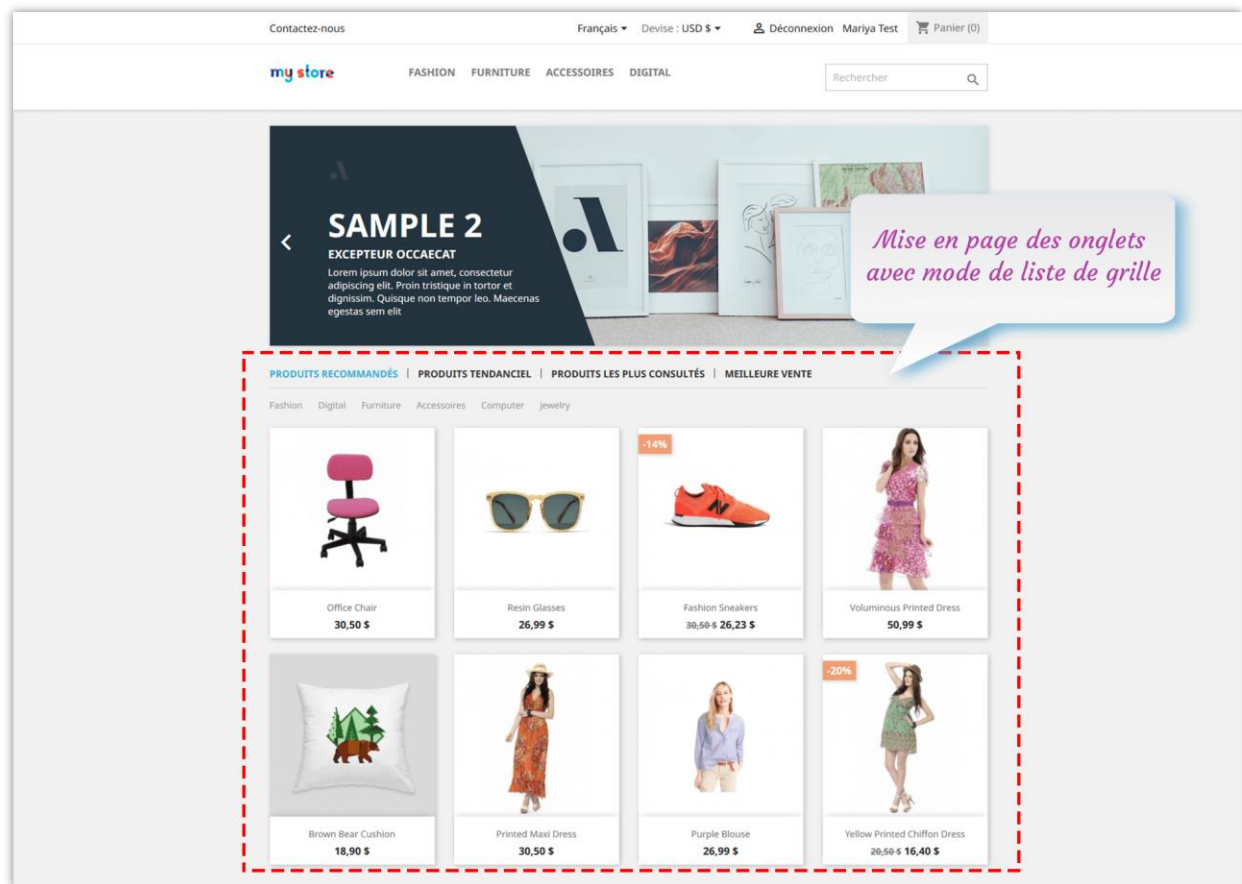 Contactez-nous Français Devise : USD $ Déconnexion Mariya Test Panier (0)
my store FASHION FURNITURE ACCESSOIRES DIGITAL Rechercher
SAMPLE 2
EXCEPTEUR OCCAECAT
Lorem ipsum dolor sit amet, consectetur
adipiscing elit. Proin tristique in tortor et
dignissim. Quisque non tempor leo. Maecenas
egestas sem elit
Mise en page des onglets
avec mode de liste de grille
PRODUITS RECOMMANDÉS | PRODUITS TENDANCIEL | PRODUITS LES PLUS CONSULTÉS | MEILLEURE VENTE
Fashion Digital Furniture Accessoires Computer jewelry
-14%
Office Chair Resin Glasses Fashion Sneakers Voluminous Printed Dress
30,50 $ 26,99 $ 30,50 $ 26,23 $ 50,99 $
-20%
Brown Bear Cushion Printed Maxi Dress Purple Blouse Yellow Printed Chiffon Dress
18,90 $ 30,50 $ 26,99 $ 20,50 $ 16,40 $